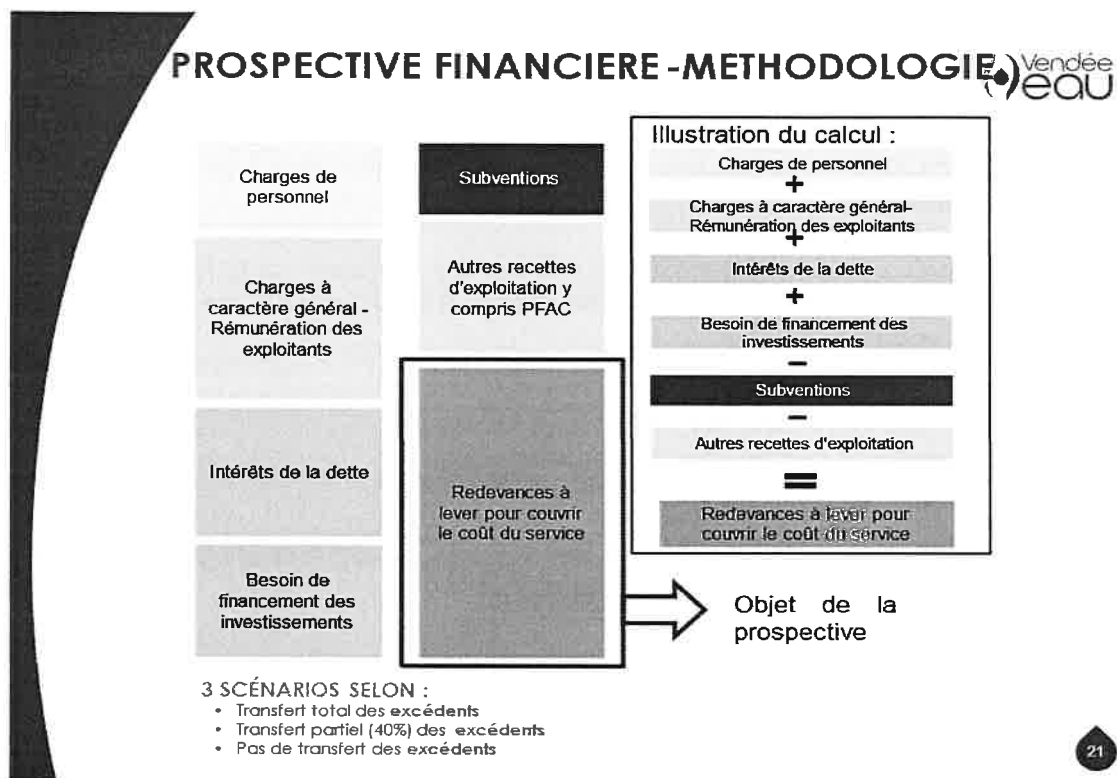 PROSPECTIVE FINANCIERE -METHODOLOGIE
Vendée
eau
Charges de
personnel
Charges à
caractère général -
Rémunération des
exploitants
Intérêts de la dette
Besoin de
financement des
investissements
Subventions
Autres recettes
d'exploitation y
compris PFAC
Redevances à
lever pour couvrir
le coût du service
Illustration du calcul :
Charges de personnel
+
Charges à caractère général-
Rémunération des exploitants
+
Intérêts de la dette
+
Besoin de financement des
investissements
–
Subventions
–
Autres recettes d'exploitation
=
Redevances à lever pour
couvrir le coût du service
Objet de la
prospective
3 SCÉNARIOS SELON :
• Transfert total des excédents
• Transfert partiel (40%) des excédents
• Pas de transfert des excédents
21